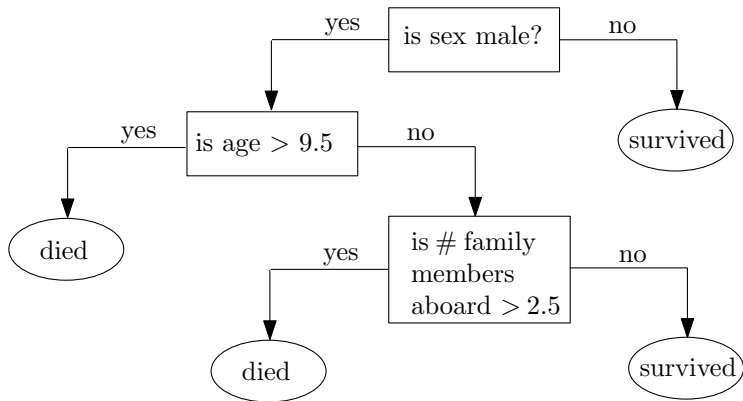 yes
is sex male?
no
yes
is age > 9.5
no
survived
died
yes
is # family
members
aboard > 2.5
no
died
survived